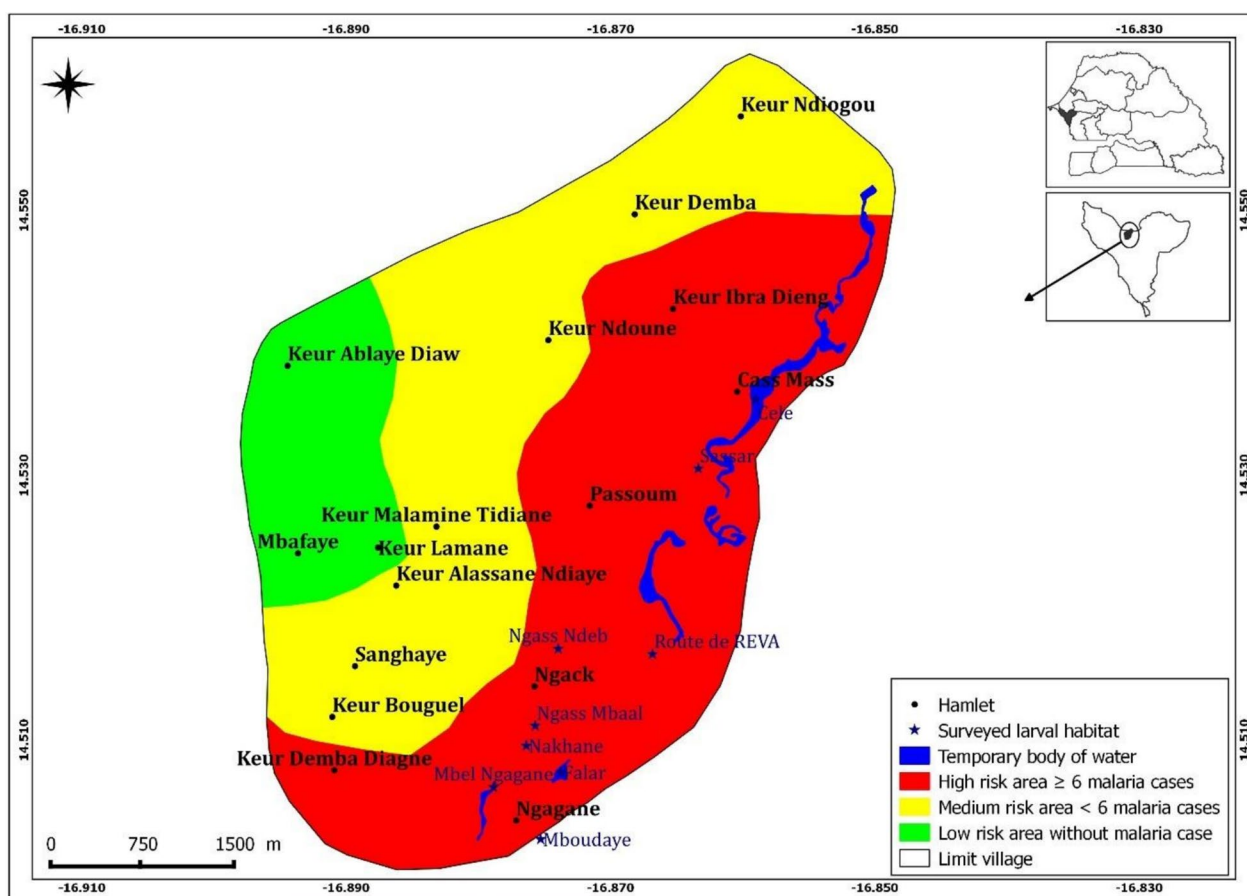 -16.910 -16.890 -16.870 -16.850 -16.830
Keur Ndiogou
14.550
14.550
Keur Demba
Keur Ibra Dieng
Keur Ndoune
Keur Ablaye Diaw
Cass Mass
Cele
Sassar
14.530
14.530
Passoum
Keur Malamine Tidiane
Mbafaye
Keur Lamane
Keur Alassane Ndiaye
Ngass Ndeb
Route de REVA
Sanghaye
Ngack
Keur Bouguel
Ngass Mbaal
14.510
14.510
Nakhane
Keur Demba Diagne
Mbel Ngagane
Falar
Ngagane
Mboudaye
Hamlet
Surveyed larval habitat
Temporary body of water
High risk area ≥ 6 malaria cases
Medium risk area < 6 malaria cases
Low risk area without malaria case
Limit village
0 750 1500 m
-16.910 -16.890 -16.870 -16.850 -16.830